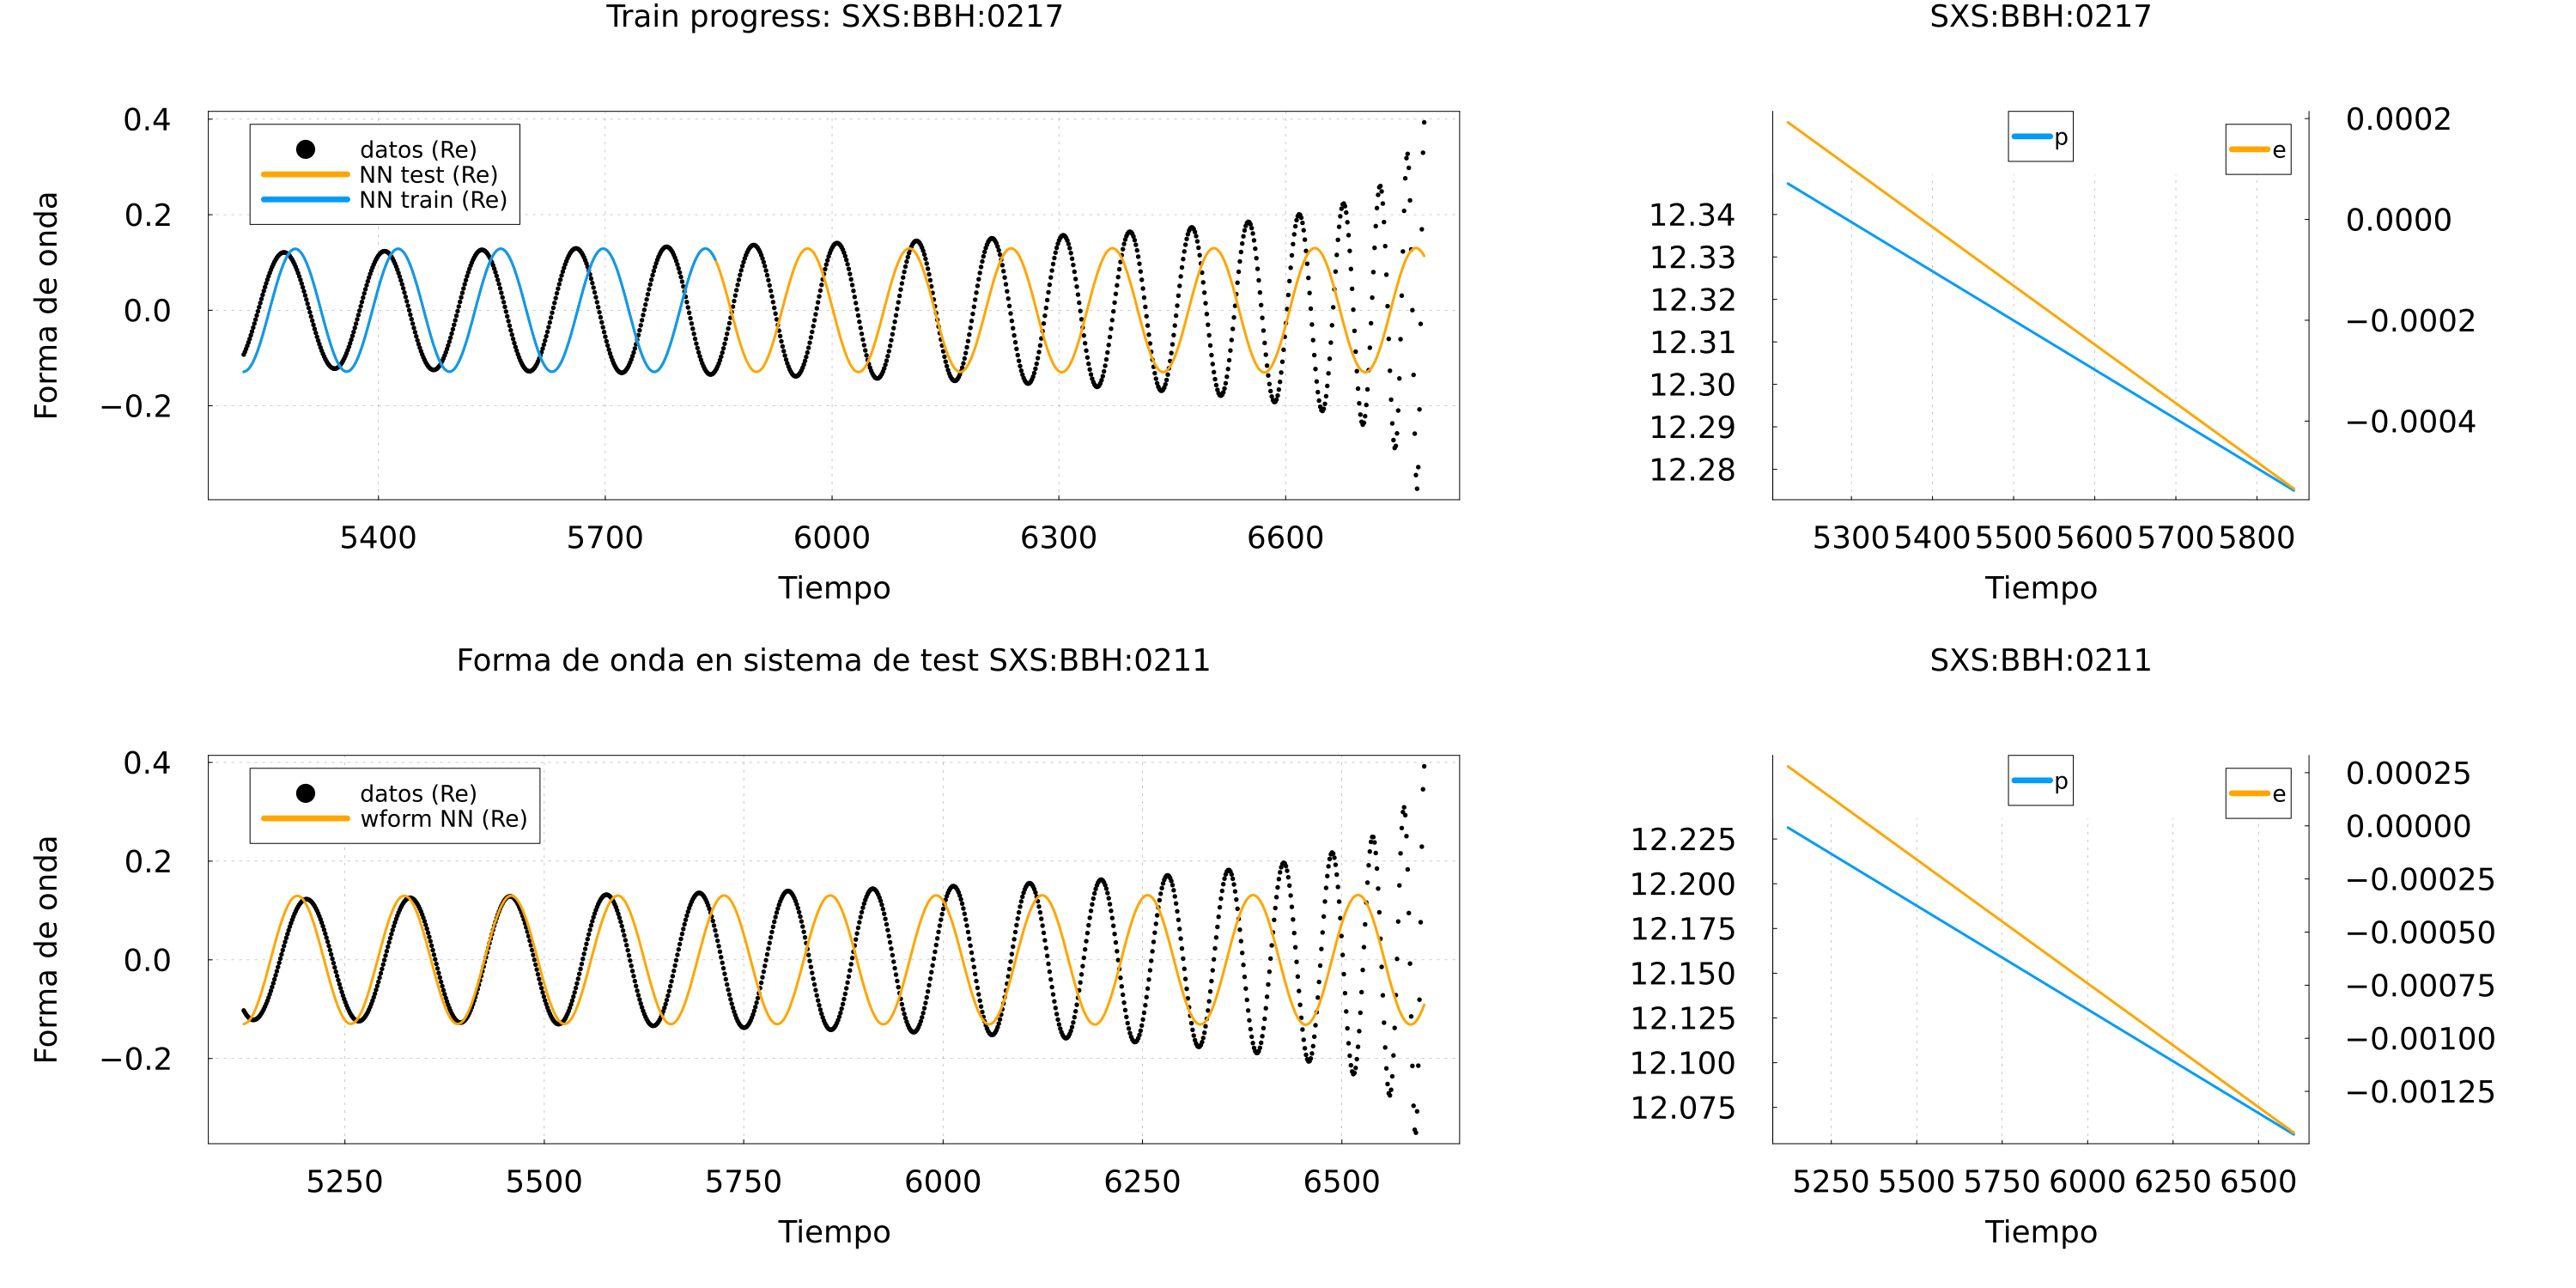 Train progress: SXS:BBH:0217
Forma de onda
0.4
0.2
0.0
−0.2
datos (Re)
NN test (Re)
NN train (Re)
5400 5700 6000 6300 6600
Tiempo
SXS:BBH:0217
12.34
12.33
12.32
12.31
12.30
12.29
12.28
p
e
0.0002
0.0000
−0.0002
−0.0004
5300 5400 5500 5600 5700 5800
Tiempo
Forma de onda en sistema de test SXS:BBH:0211
Forma de onda
0.4
0.2
0.0
−0.2
datos (Re)
wform NN (Re)
5250 5500 5750 6000 6250 6500
Tiempo
SXS:BBH:0211
12.225
12.200
12.175
12.150
12.125
12.100
12.075
p
e
0.00025
0.00000
−0.00025
−0.00050
−0.00075
−0.00100
−0.00125
5250 5500 5750 6000 6250 6500
Tiempo